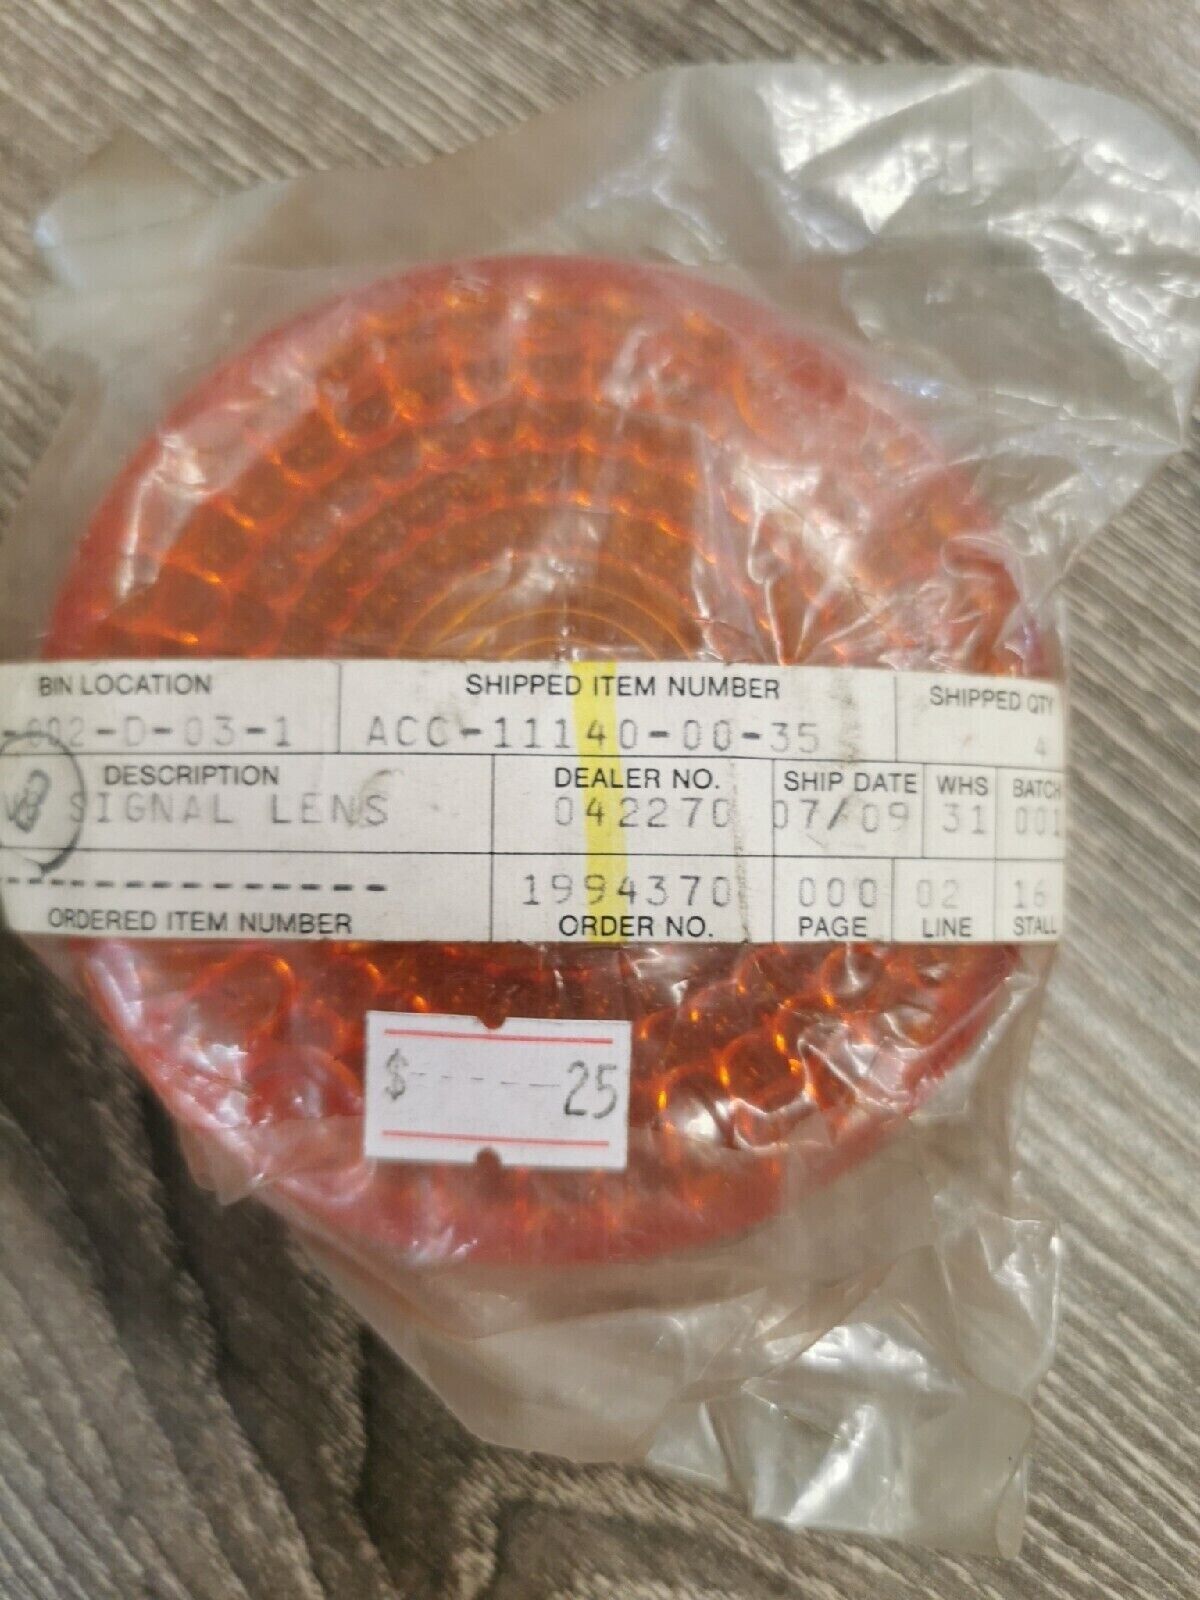 BIN LOCATION SHIPPED ITEM NUMBER SHIPPED QTY
-002-D-03-1 ACC-11140-00-35 4
DESCRIPTION DEALER NO. SHIP DATE WHS BATCH
SIGNAL LENS 042270 07/09 31 001
-------------- 1994370 000 02 16
ORDERED ITEM NUMBER ORDER NO. PAGE LINE STALL
$ ------ 25